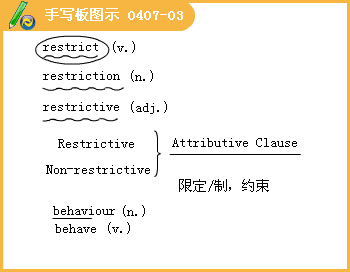 手写板图示 0407-03
restrict (v.)
restriction (n.)
restrictive (adj.)
Restrictive
Attributive Clause
Non-restrictive
限定/制，约束
behaviour (n.)
behave (v.)